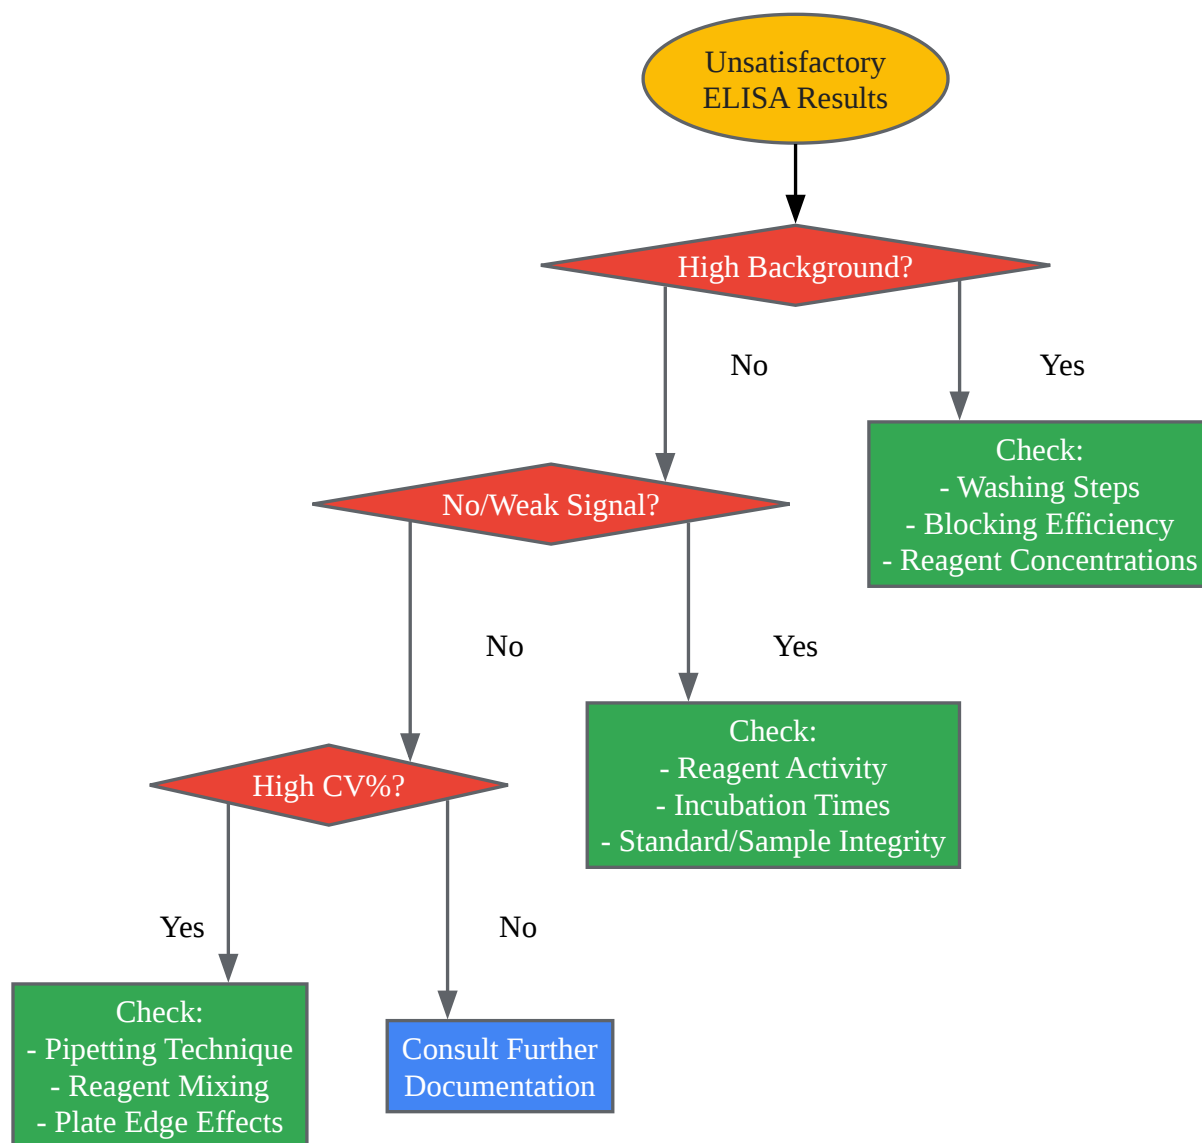 Unsatisfactory
ELISA Results
High Background?
No
Yes
Check:
- Washing Steps
- Blocking Efficiency
- Reagent Concentrations
No/Weak Signal?
No
Yes
Check:
- Reagent Activity
- Incubation Times
- Standard/Sample Integrity
High CV%?
Yes
No
Check:
- Pipetting Technique
- Reagent Mixing
- Plate Edge Effects
Consult Further
Documentation